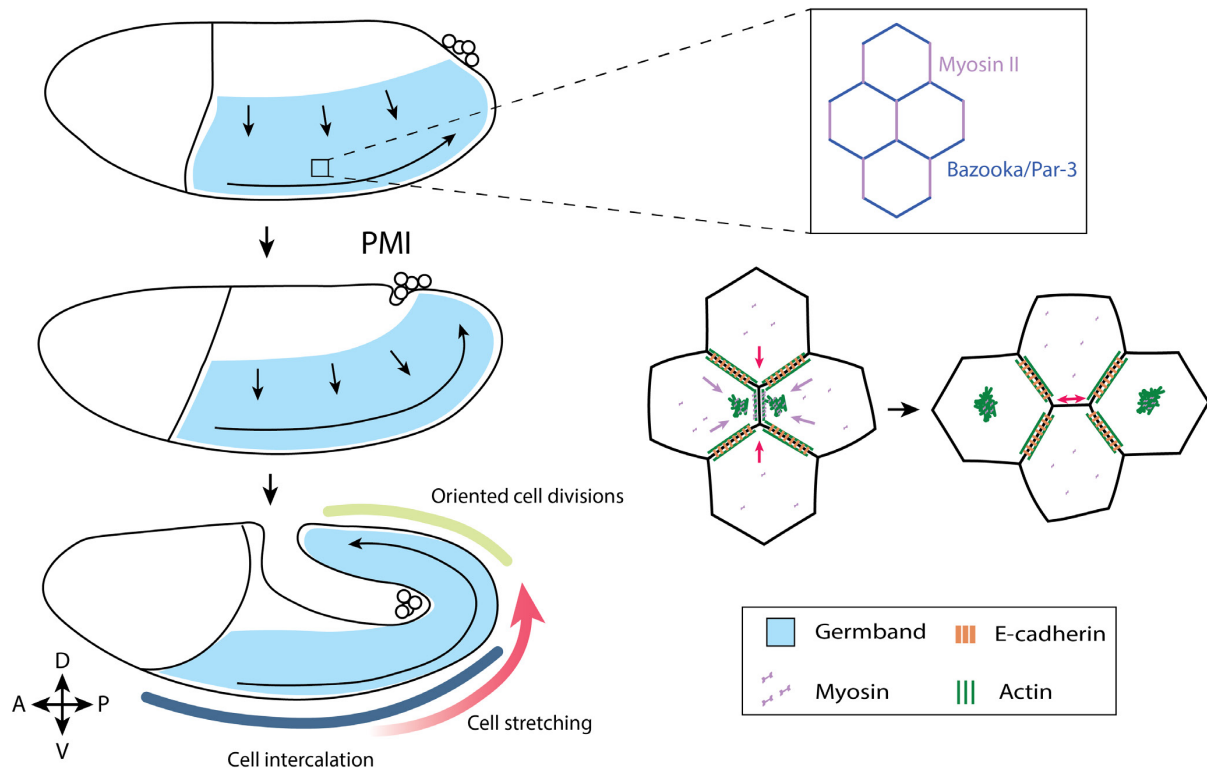 Myosin II
Bazooka/Par-3
PMI
Oriented cell divisions
D
A
P
V
Cell stretching
Cell intercalation
Germband
E-cadherin
Myosin
Actin